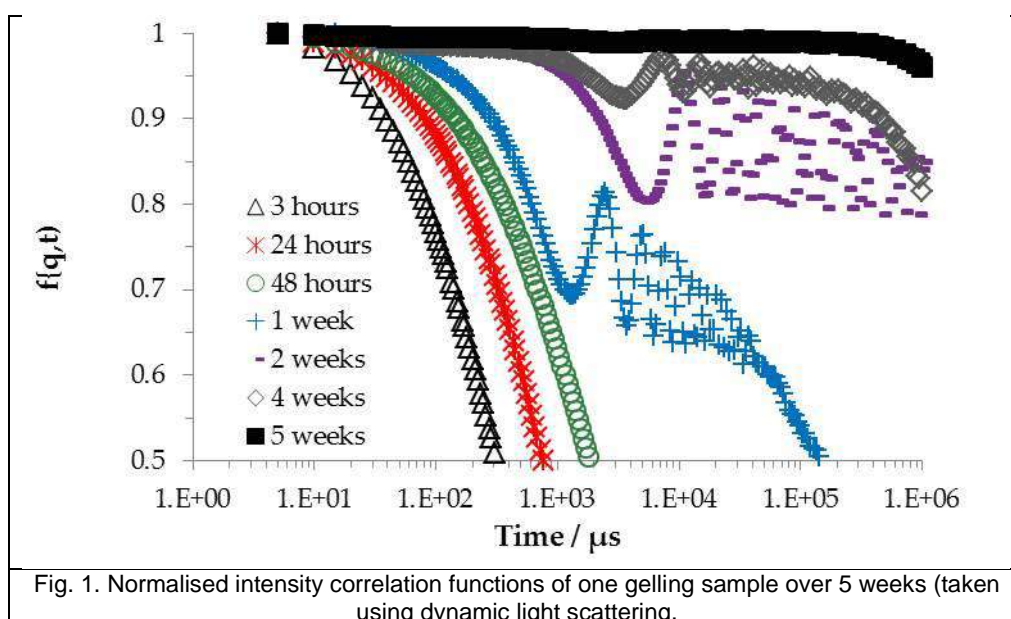 1
0.9
0.8
0.7
0.6
0.5
f{q,t)
3 hours
24 hours
48 hours
1 week
2 weeks
4 weeks
5 weeks
1.E+00 1.E+01 1.E+02 1.E+03 1.E+04 1.E+05 1.E+06
Time / µs
Fig. 1. Normalised intensity correlation functions of one gelling sample over 5 weeks (taken
using dynamic light scattering.